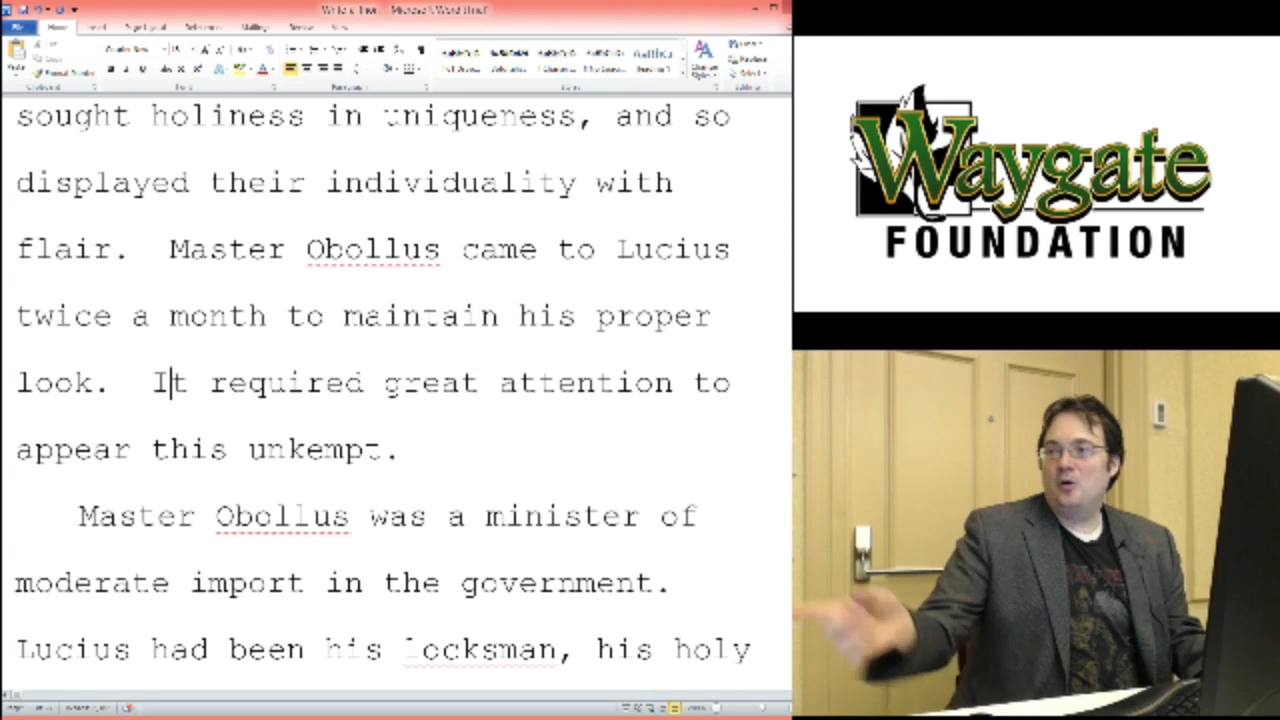 sought holiness in uniqueness, and so
displayed their individuality with
flair. Master Obollus came to Lucius
twice a month to maintain his proper
look. It required great attention to
appear this unkempt.
Master Obollus was a minister of
moderate import in the government.
Lucius had been his locksman, his holy
Waygate
FOUNDATION